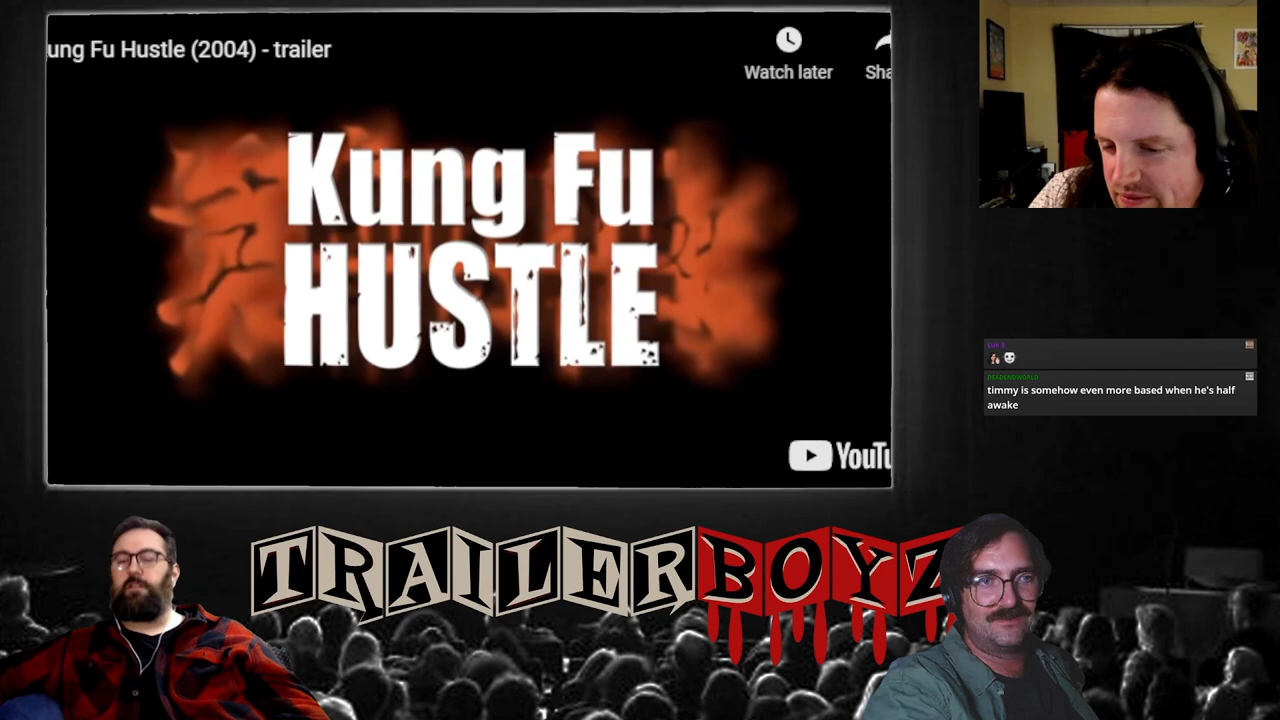 ung Fu Hustle (2004) - trailer
Watch later
Sha
Kung Fu
HUSTLE
YouTu
DEADENDWORLD
timmy is somehow even more based when he's half
awake
TRAILERBOYZ